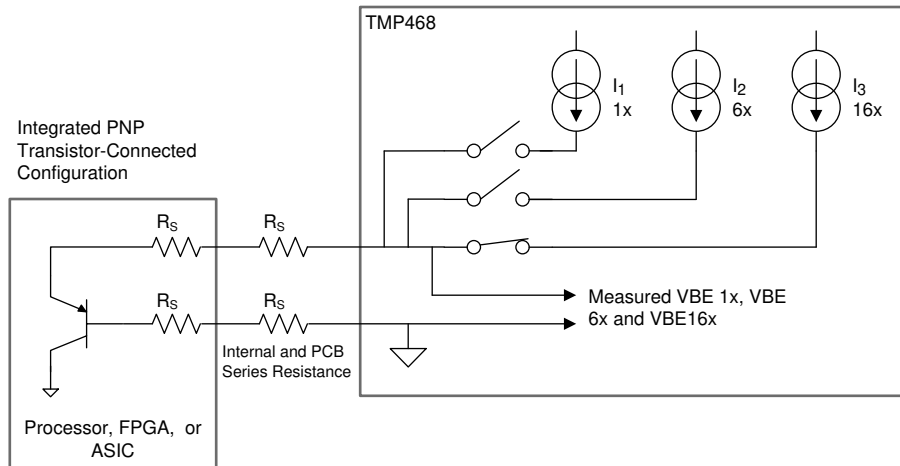 TMP468
I1
1x
I2
6x
I3
16x
Integrated PNP
Transistor-Connected
Configuration
RS
RS
RS
RS
Measured VBE 1x, VBE
6x and VBE16x
Internal and PCB
Series Resistance
Processor, FPGA, or
ASIC